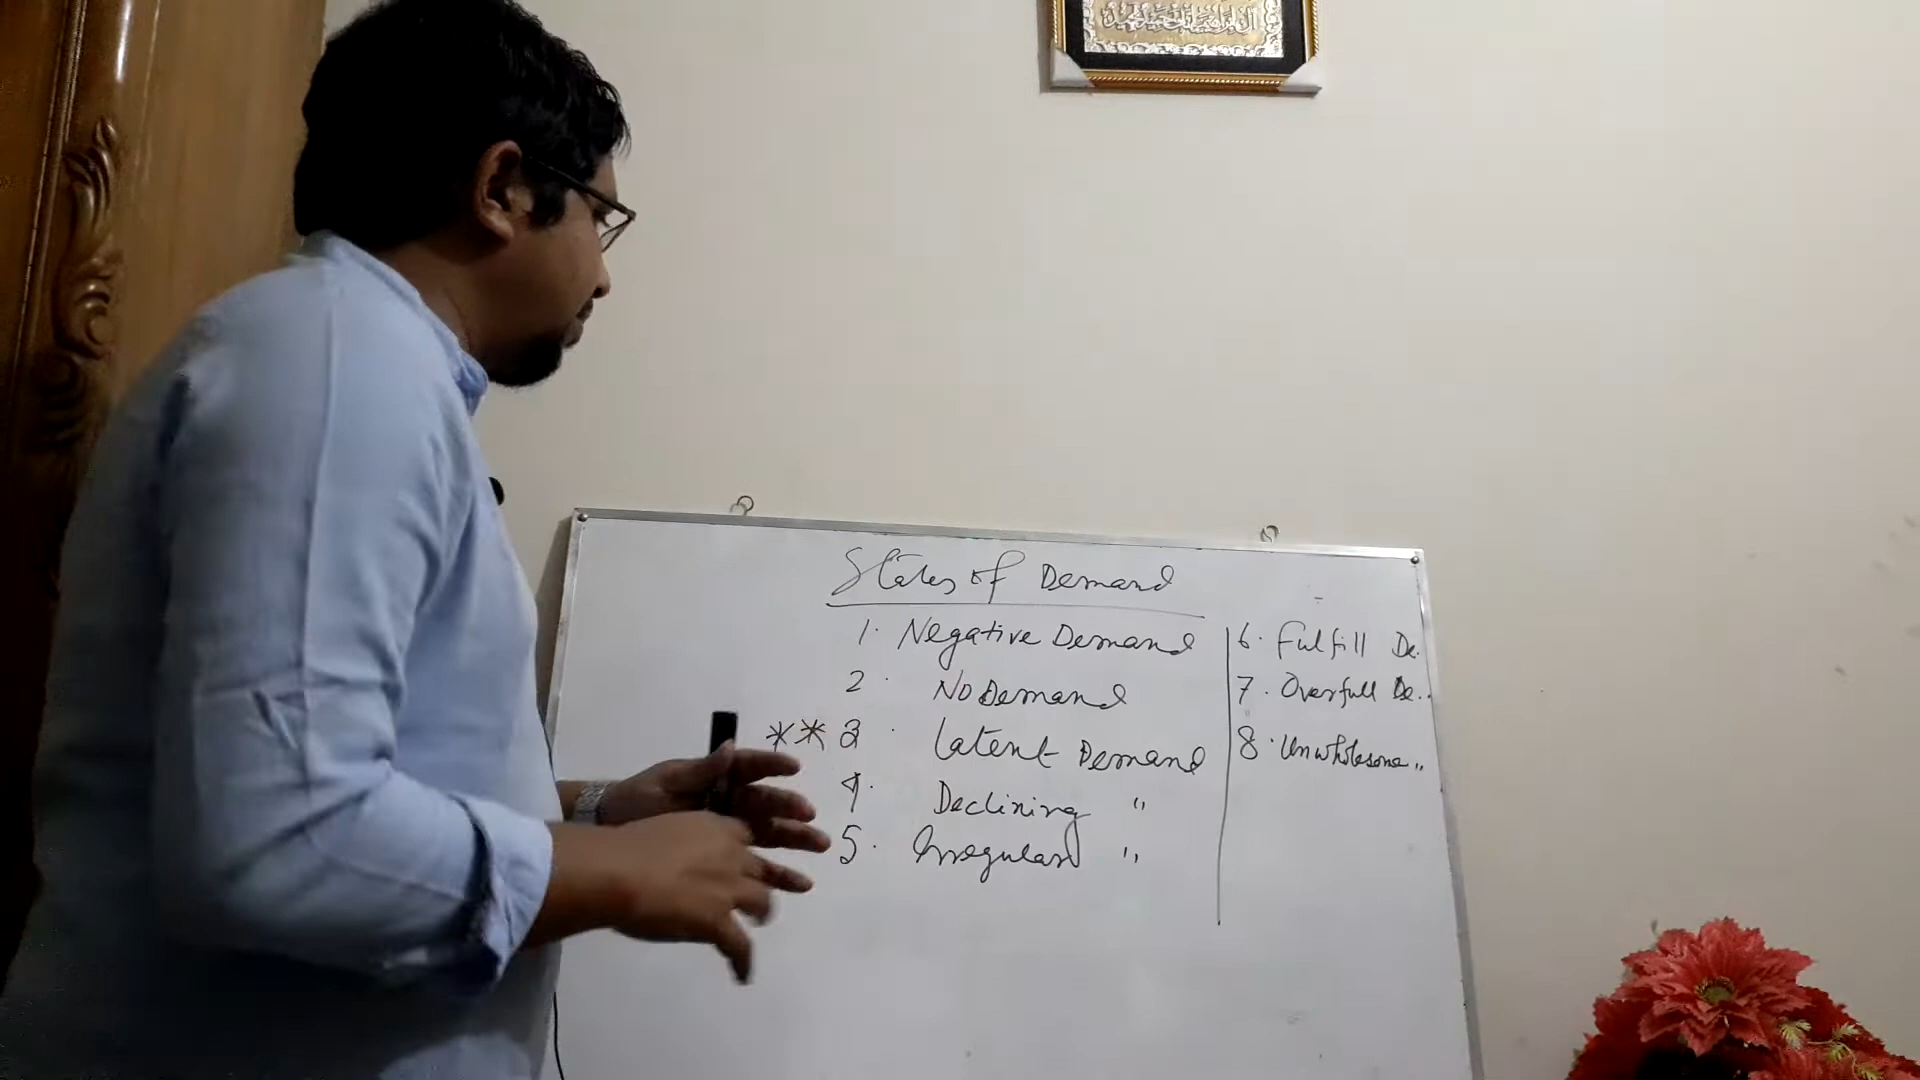 States of Demand
1. Negative Demand
2. No Demand
** 3. Latent Demand
4. Declining "
5. Irregular "
6. Fulfill De.
7. Overfull De..
8. Unwholesome "